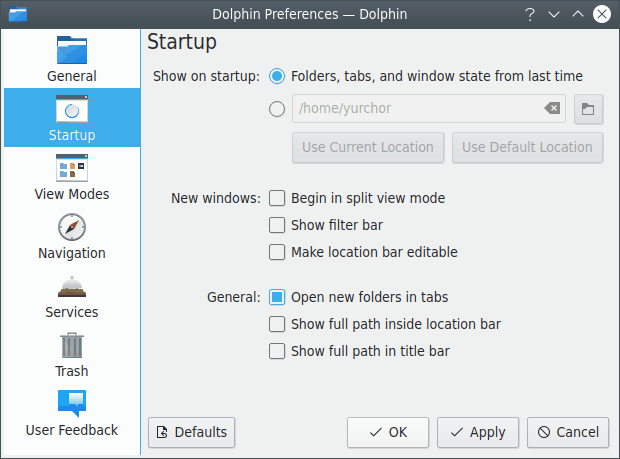 Dolphin Preferences — Dolphin
?
General
Startup
View Modes
Navigation
Services
Trash
User Feedback
Startup
Show on startup: Folders, tabs, and window state from last time
/home/yurchor
Use Current Location Use Default Location
New windows: Begin in split view mode
Show filter bar
Make location bar editable
General: Open new folders in tabs
Show full path inside location bar
Show full path in title bar
Defaults OK Apply Cancel